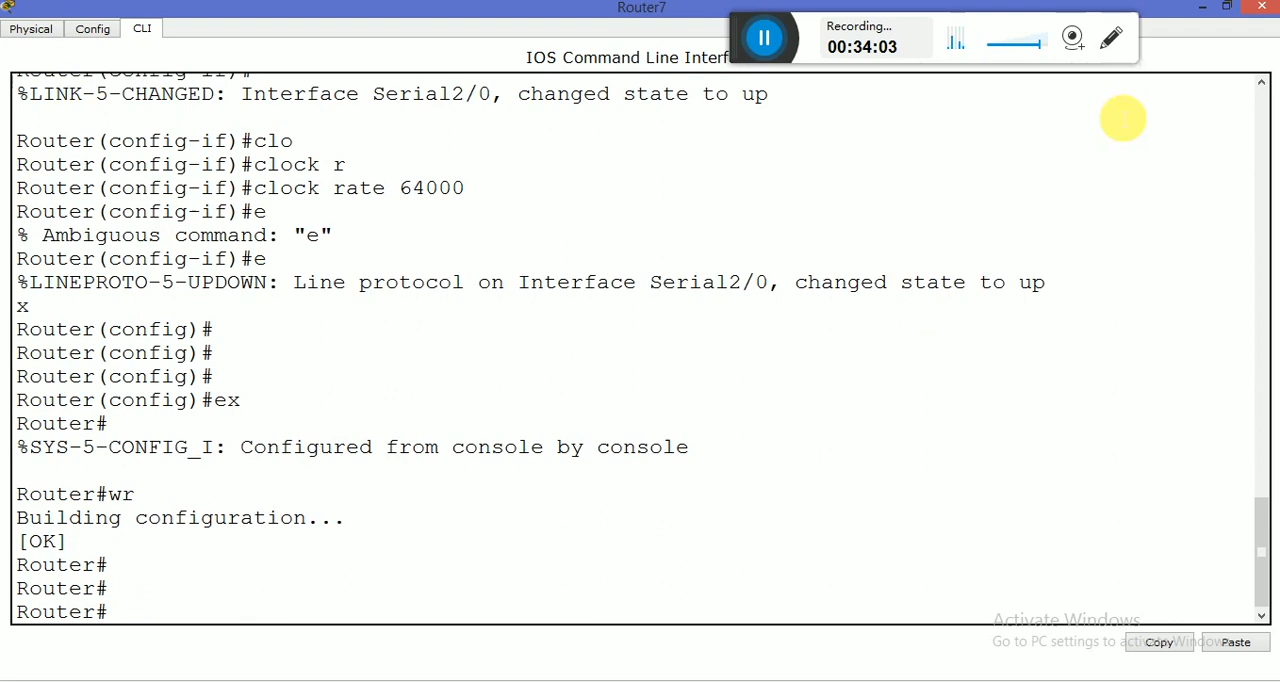 Router7
Physical
Config
CLI
Recording...
00:34:03
IOS Command Line Interf
Router(config-if)#
%LINK-5-CHANGED: Interface Serial2/0, changed state to up
Router(config-if)#clo
Router(config-if)#clock r
Router(config-if)#clock rate 64000
Router(config-if)#e
% Ambiguous command: "e"
Router(config-if)#e
%LINEPROTO-5-UPDOWN: Line protocol on Interface Serial2/0, changed state to up
x
Router(config)#
Router(config)#
Router(config)#
Router(config)#ex
Router#
%SYS-5-CONFIG_I: Configured from console by console
Router#wr
Building configuration...
[OK]
Router#
Router#
Router#
Activate Windows
Go to PC settings to activate Windows.
Copy
Paste